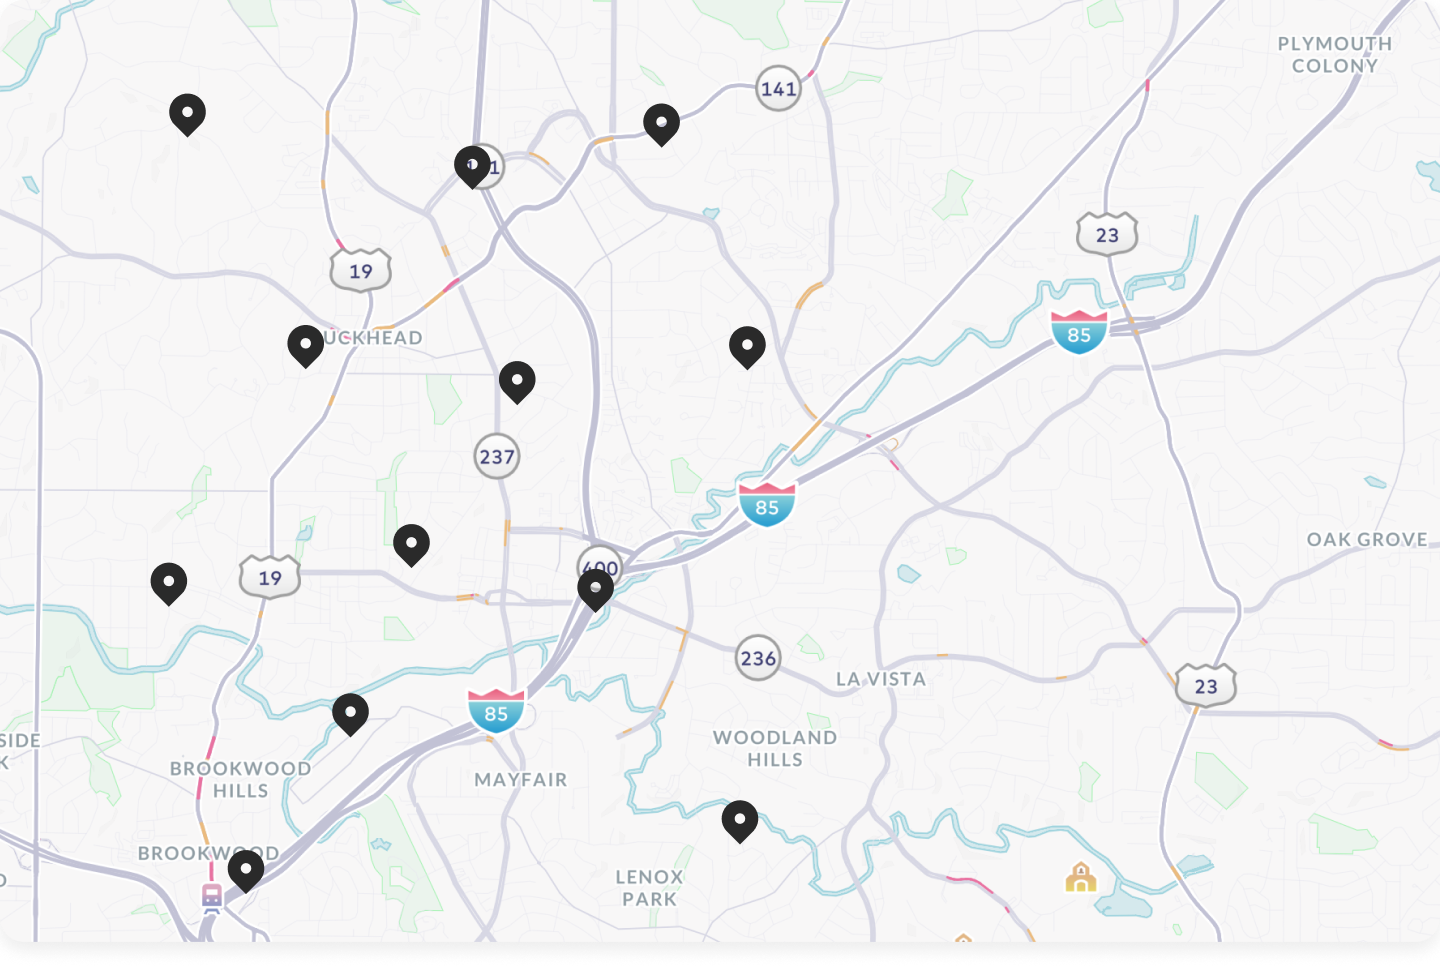 PLYMOUTH
COLONY
141
23
19
UCKHEAD
85
237
85
OAK GROVE
400
19
236
LA VISTA
23
85
SIDE
K
WOODLAND
HILLS
BROOKWOOD
HILLS
MAYFAIR
BROOKWOOD
LENOX
PARK